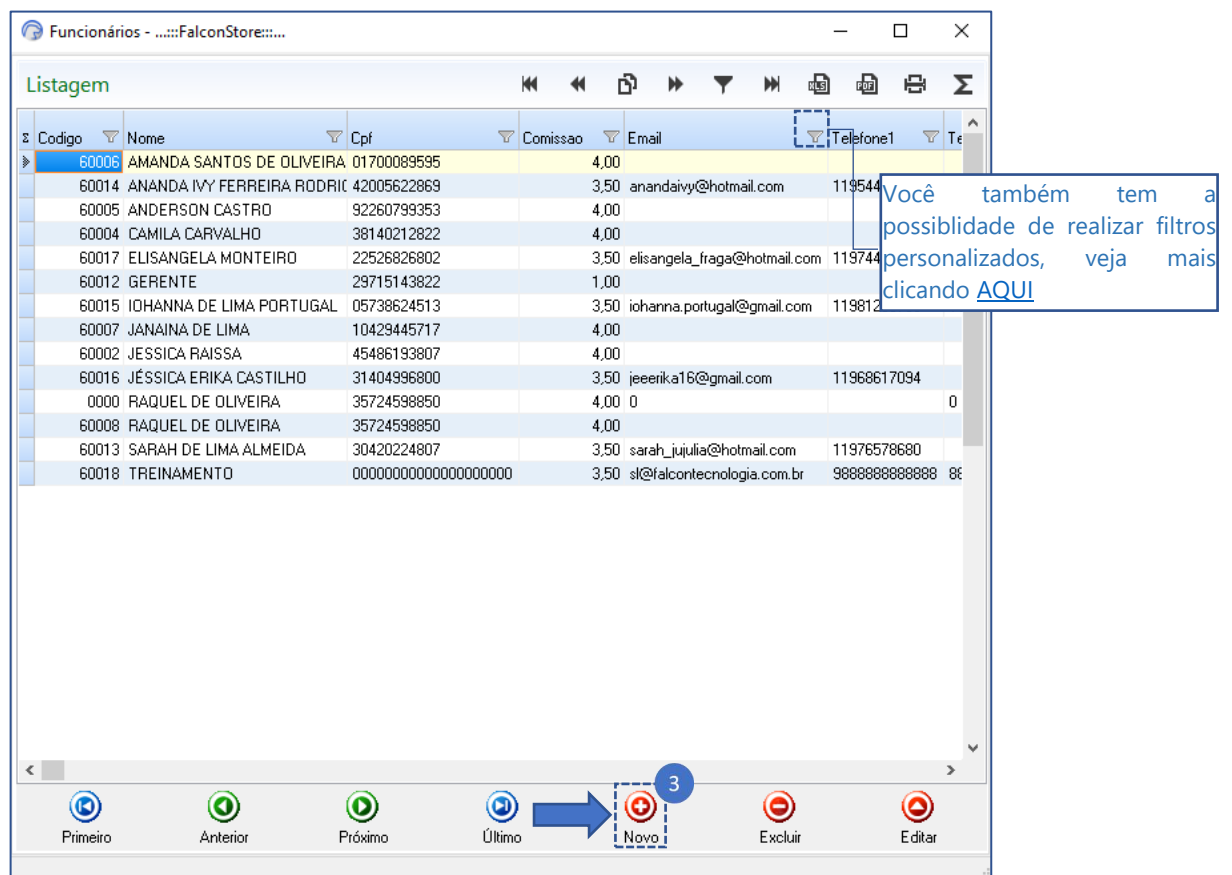 Funcionários - ...:::FalconStore:::...
Listagem
XLS PDF Σ
Σ Codigo Nome Cpf Comissao Email Telefone1
60006 AMANDA SANTOS DE OLIVEIRA 01700089595 4,00
60014 ANANDA IVY FERREIRA 42005622869 3,50 anandaivy@hotmail.com
60005 ANDERSON CASTRO 92260799353 4,00
60004 CAMILA CARVALHO 38140212822 4,00
60017 ELISANGELA MONTEIRO 22526826802 3,50 elisangela_fraga@hotmail.com
60012 GERENTE 29715143822 1,00
60015 IOHANNA DE LIMA PORTUGAL 05738624513 3,50 iohanna.portugal@gmail.com
60007 JANAINA DE LIMA 10429445717 4,00
60002 JESSICA RAISSA 45486193807 4,00
60016 JÉSSICA ERIKA CASTILHO 31404996800 3,50 jeeerika16@gmail.com 11968617094
0000 RAQUEL DE OLIVEIRA 35724598850 4,00 0 0
60008 RAQUEL DE OLIVEIRA 35724598850 4,00
60013 SARAH DE LIMA ALMEIDA 30420224807 3,50 sarah_jujulia@hotmail.com 11976578680
60018 TREINAMENTO 00000000000000000000 3,50 sl@falcontecnologia.com.br 9888888888888
Você também tem a
possiblidade de realizar filtros
personalizados, veja mais
clicando AQUI
3
Primeiro Anterior Próximo Último Novo Excluir Editar